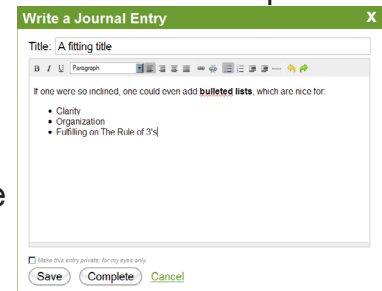 Write a Journal Entry X
Title: A fitting title
B I U Paragraph
If one were so inclined, one could even add bulleted lists, which are nice for:
• Clarity
• Organization
• Fulfilling on The Rule of 3's
e
Make this entry private, for my eyes only
Save Complete Cancel